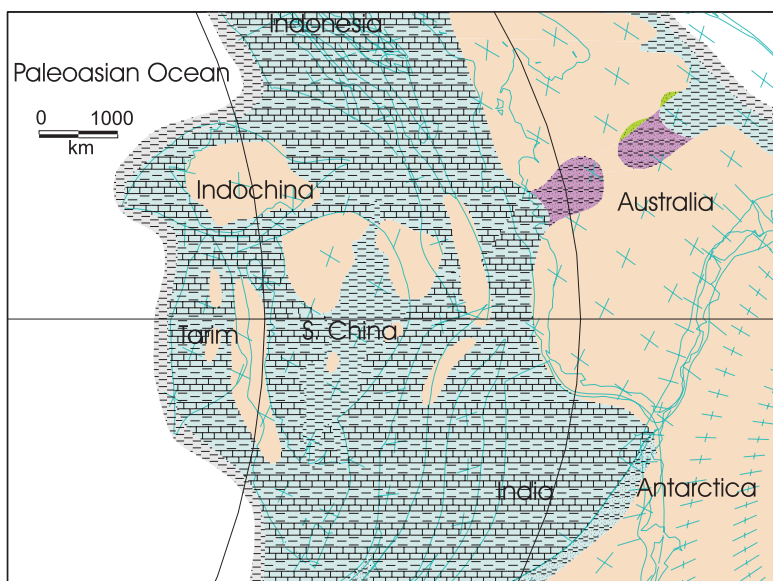 Indonesia
Paleoasian Ocean
0 1000
km
Indochina
Australia
Tarim
S. China
India
Antarctica